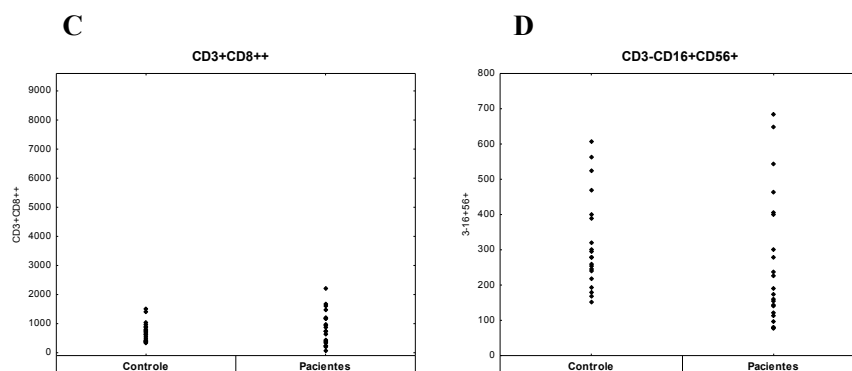 C
CD3+CD8++
9000
8000
7000
6000
5000
4000
3000
2000
1000
0
CD3+CD8++
Controle
Pacientes
D
CD3-CD16+CD56+
800
700
600
500
400
300
200
100
0
3-16+56+
Controle
Pacientes